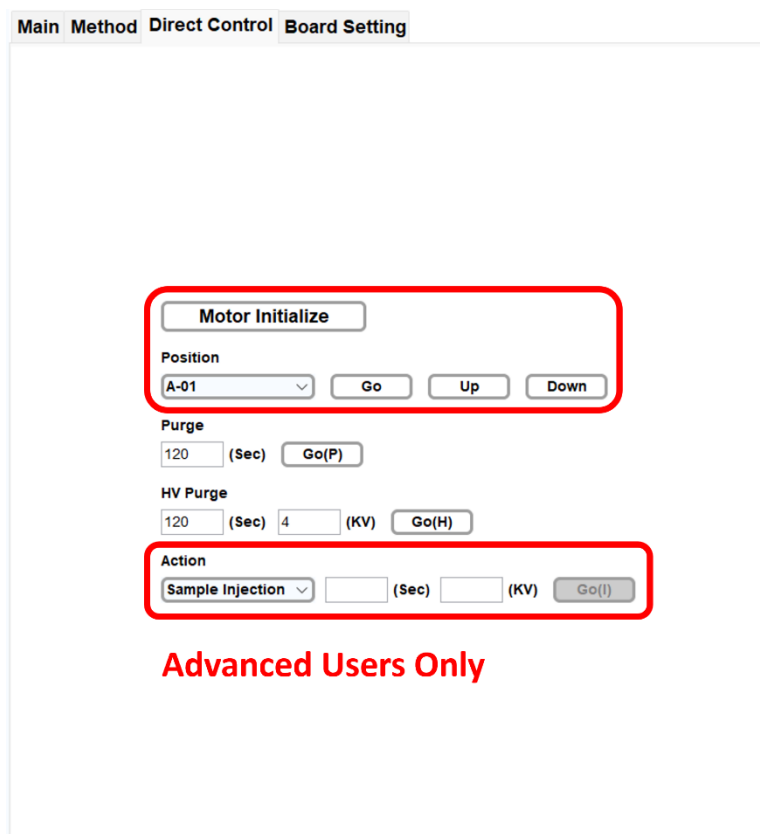 Main Method Direct Control Board Setting
Motor Initialize
Position
A-01 Go Up Down
Purge
120 (Sec) Go(P)
HV Purge
120 (Sec) 4 (KV) Go(H)
Action
Sample Injection (Sec) (KV) Go(I)
Advanced Users Only